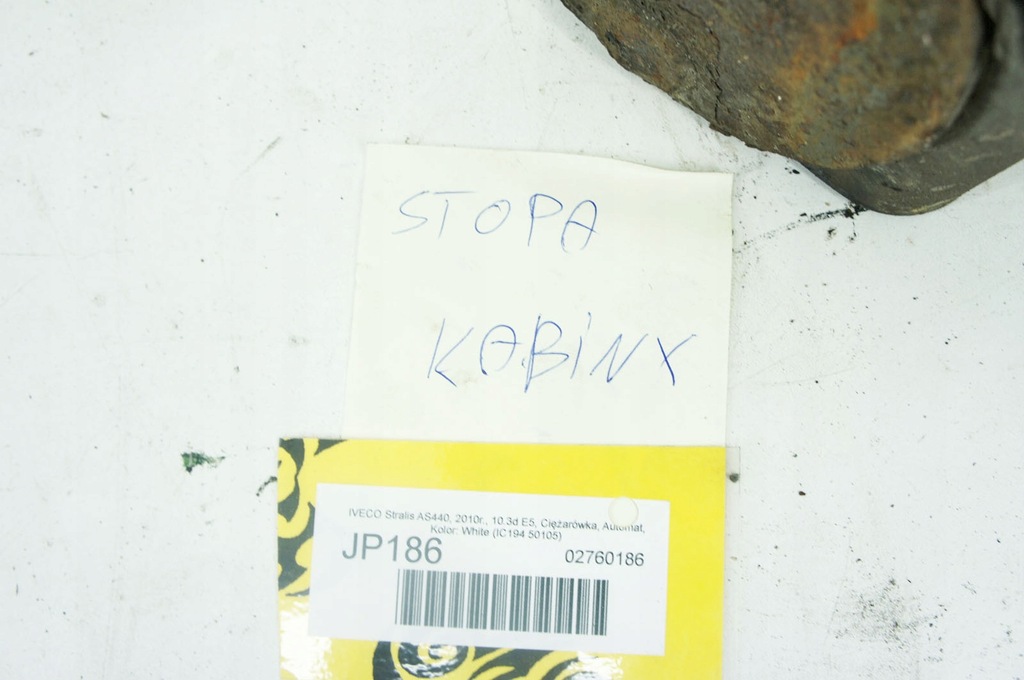 STOPA
KABINY
IVECO Stralis AS440, 2010r., 10.3d E5, Ciężarówka, Automat,
Kolor: White (IC194 50105)
JP186
02760186